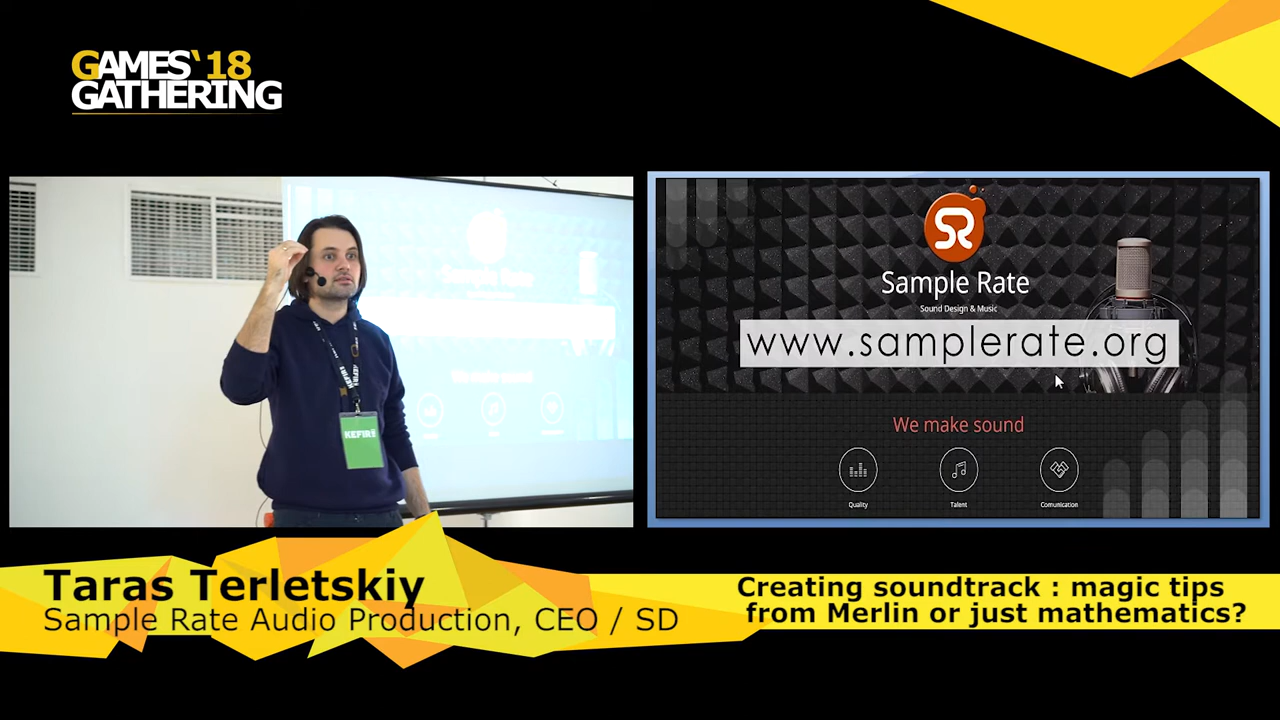 GAMES‘18
GATHERING
KEFIR
SR
Sample Rate
Sound Design & Music
www.samplerate.org
We make sound
Quality
Talent
Comunication
Taras Terletskiy
Sample Rate Audio Production, CEO / SD
Creating soundtrack : magic tips
from Merlin or just mathematics?